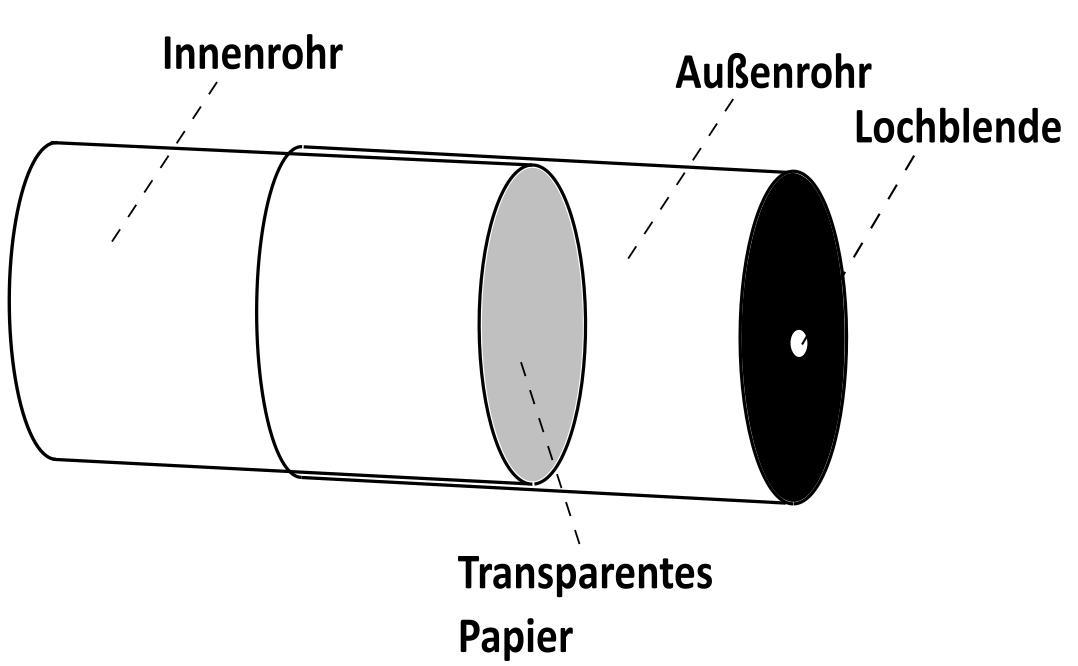 Innenrohr
Außenrohr
Lochblende
Transparentes
Papier